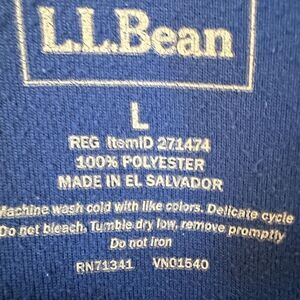 L.L.Bean
L
REG ItemID 271474
100% POLYESTER
MADE IN EL SALVADOR
Machine wash cold with like colors. Delicate cycle
Do not bleach. Tumble dry low, remove promptly
Do not iron
RN71341 VN01540